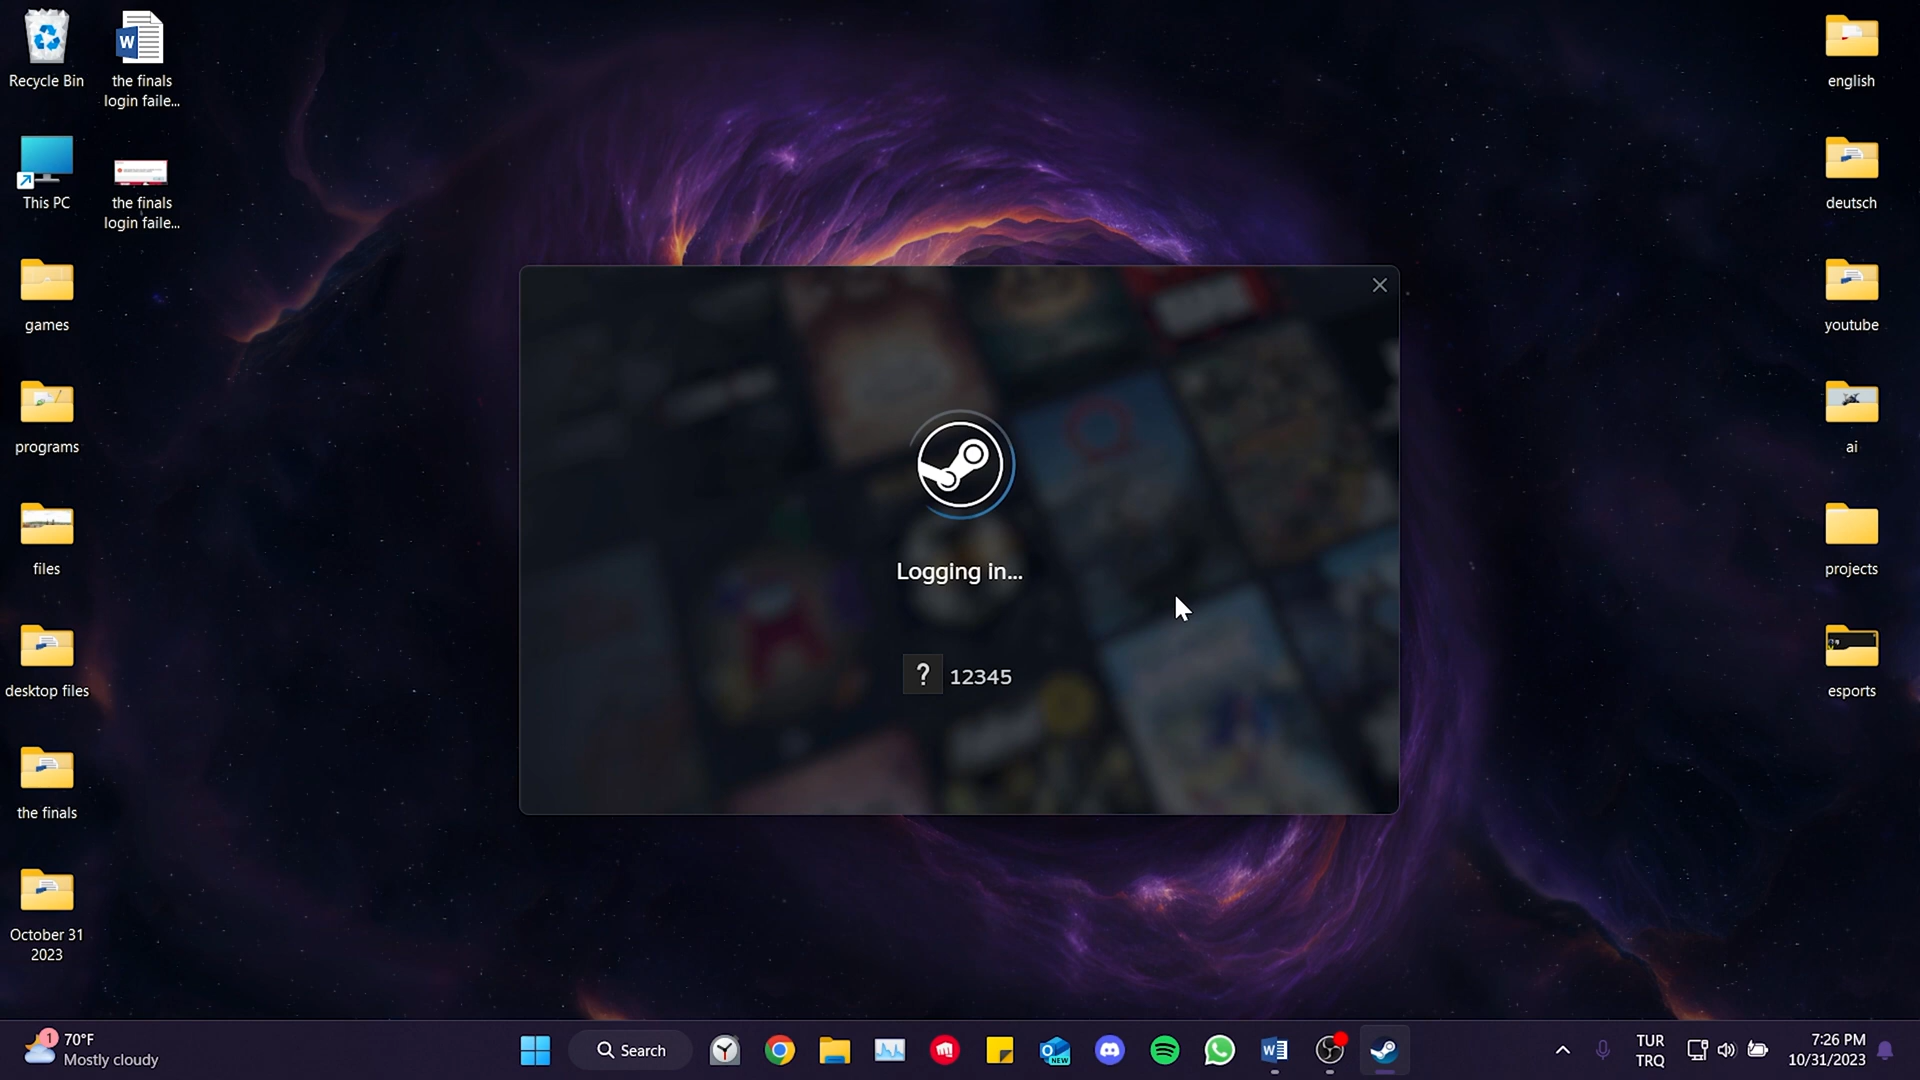 Recycle Bin
the finals
login faile...
This PC
the finals
login faile...
games
programs
files
desktop files
the finals
October 31
2023
english
deutsch
youtube
ai
projects
esports
Logging in...
? 12345
1
70°F
Mostly cloudy
Search
NEW
TUR
TRQ
7:26 PM
10/31/2023